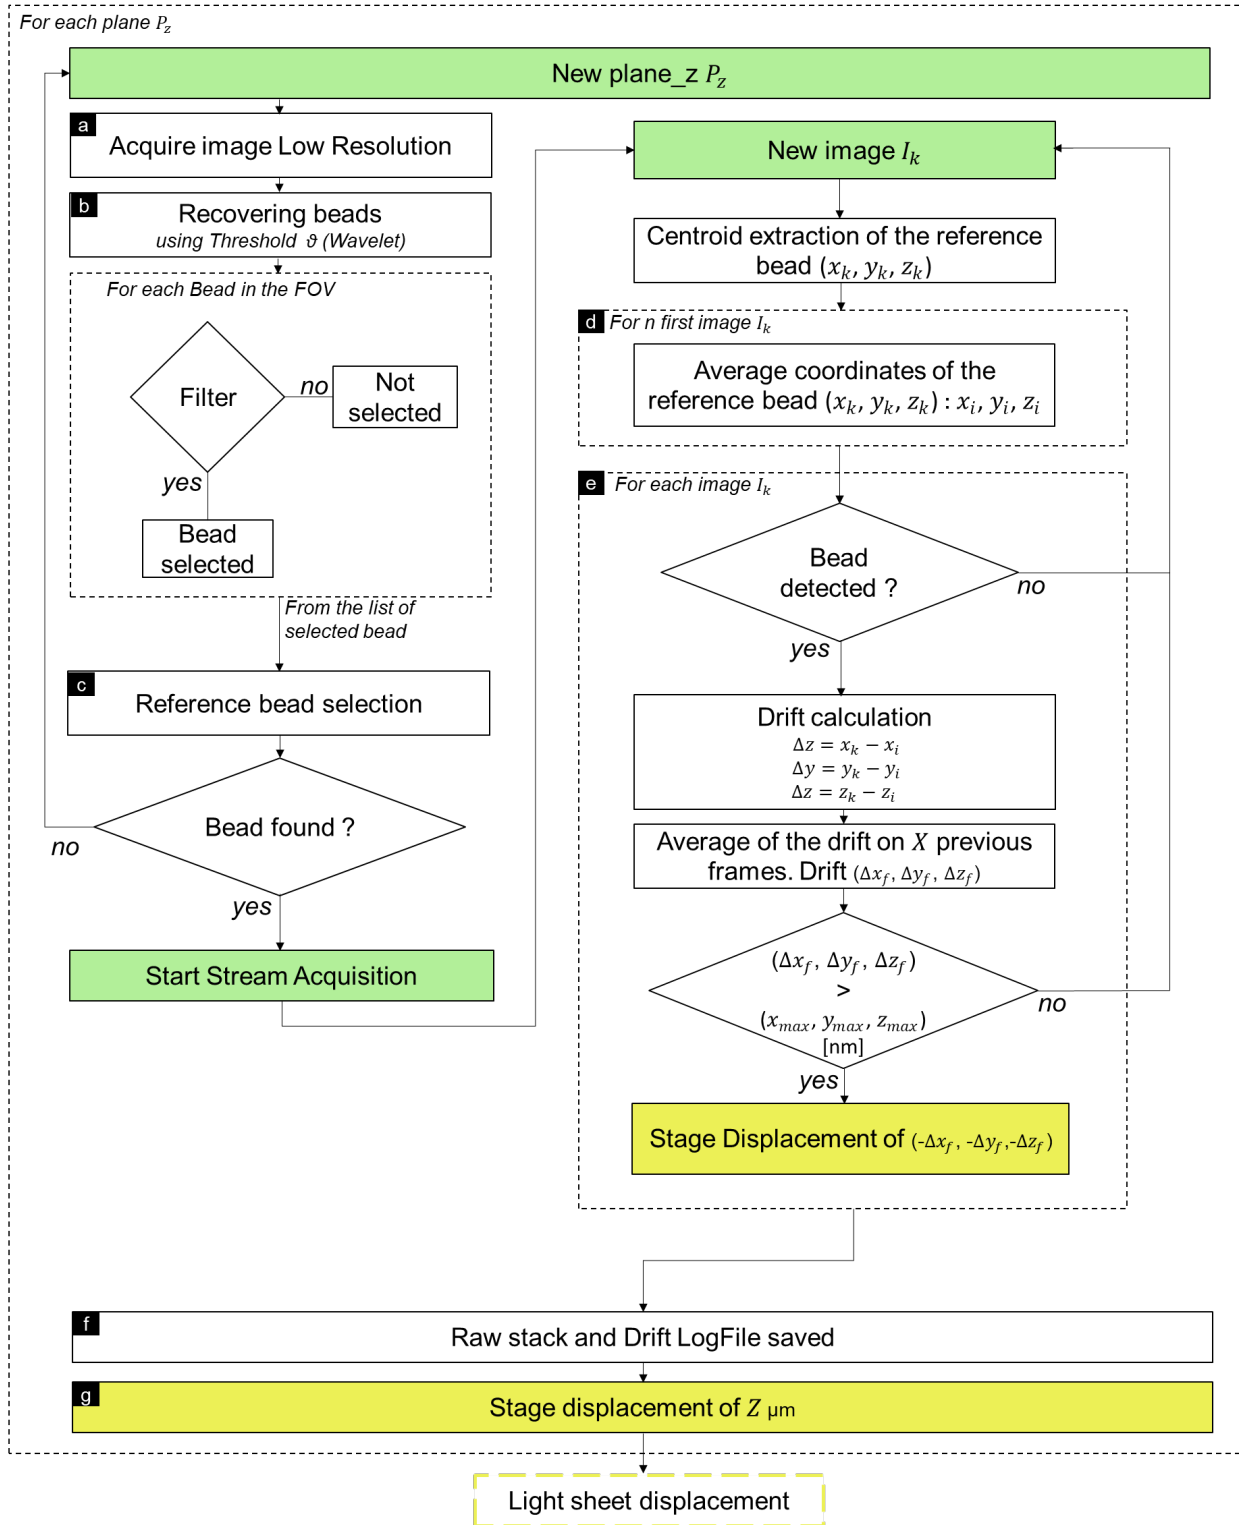 For each plane P_z
New plane_z P_z
a
Acquire image Low Resolution
b
Recovering beads
using Threshold ϑ (Wavelet)
For each Bead in the FOV
Filter
no
Not
selected
yes
Bead
selected
From the list of
selected bead
c
Reference bead selection
Bead found ?
no
yes
Start Stream Acquisition
New image I_k
Centroid extraction of the reference
bead (x_k, y_k, z_k)
d
For n first image I_k
Average coordinates of the
reference bead (x_k, y_k, z_k) : x_i, y_i, z_i
e
For each image I_k
Bead
detected ?
no
yes
Drift calculation
Δz = x_k − x_i
Δy = y_k − y_i
Δz = z_k − z_i
Average of the drift on X previous
frames. Drift (Δx_f, Δy_f, Δz_f)
(Δx_f, Δy_f, Δz_f)
>
(x_max, y_max, z_max)
[nm]
no
yes
Stage Displacement of (-Δx_f, -Δy_f,-Δz_f)
f
Raw stack and Drift LogFile saved
g
Stage displacement of Z µm
Light sheet displacement